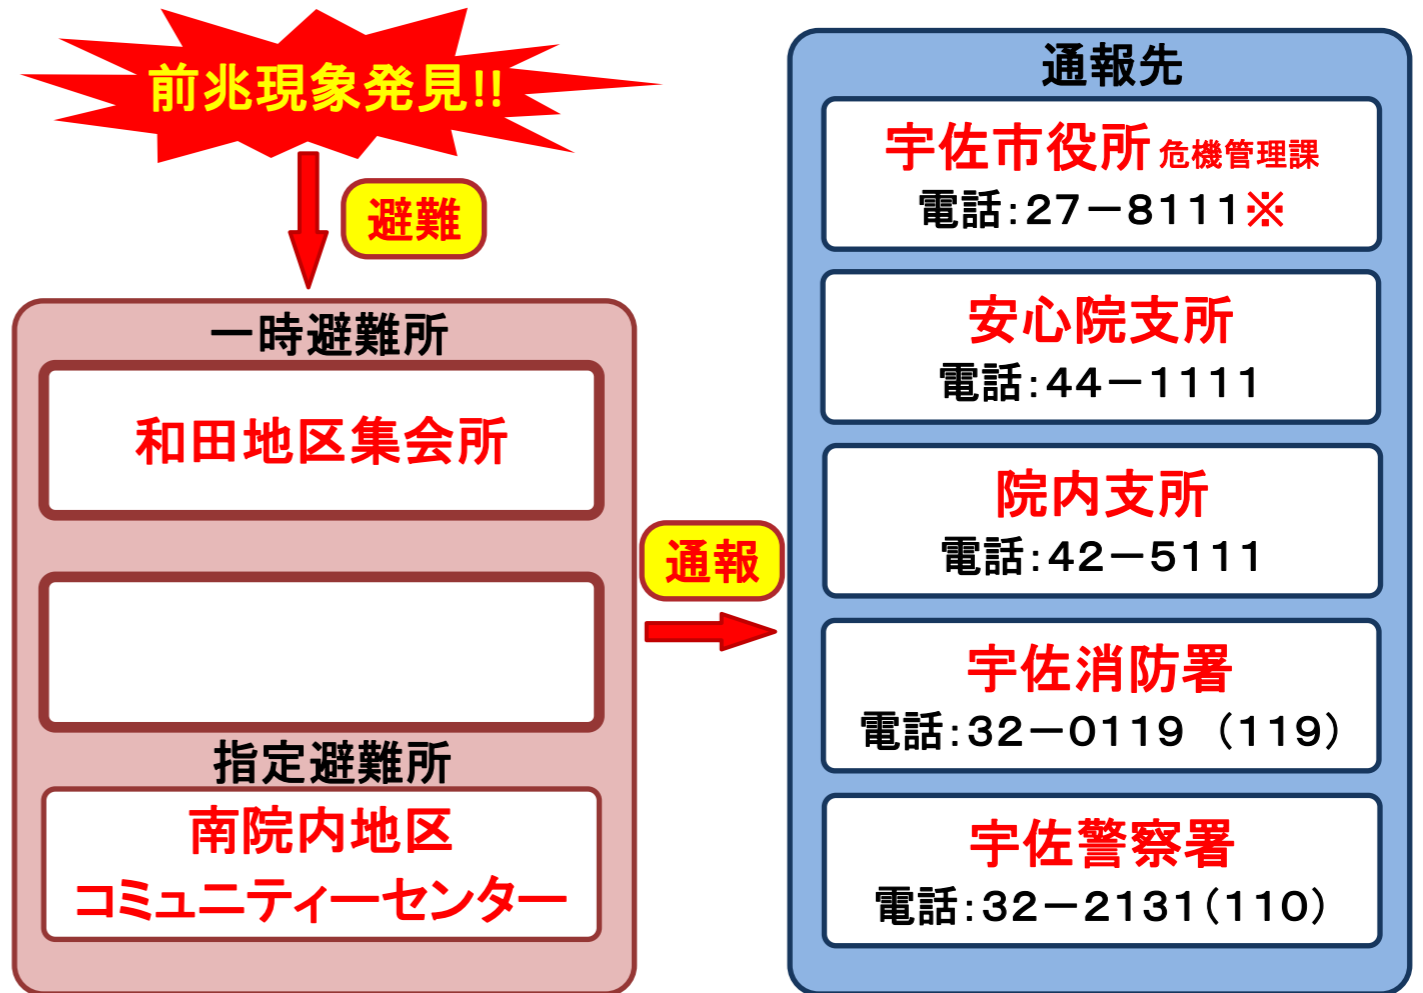 前兆現象発見!!
避難
一時避難所
和田地区集会所
指定避難所
南院内地区
コミュニティーセンター
通報
通報先
宇佐市役所 危機管理課
電話:27-8111※
安心院支所
電話:44-1111
院内支所
電話:42-5111
宇佐消防署
電話:32-0119 (119)
宇佐警察署
電話:32-2131(110)